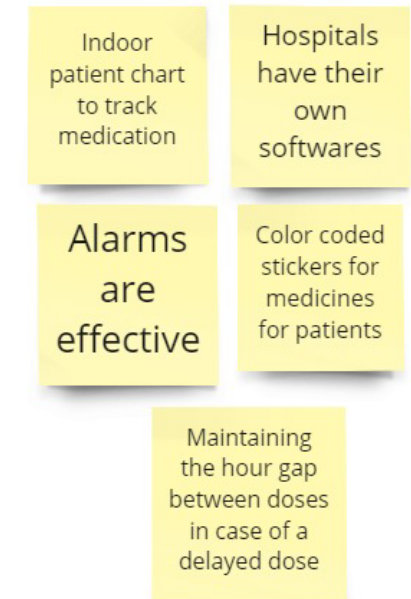 Indoor
patient chart
to track
medication
Hospitals
have their
own
softwares
Alarms
are
effective
Color coded
stickers for
medicines
for patients
Maintaining
the hour gap
between doses
in case of a
delayed dose